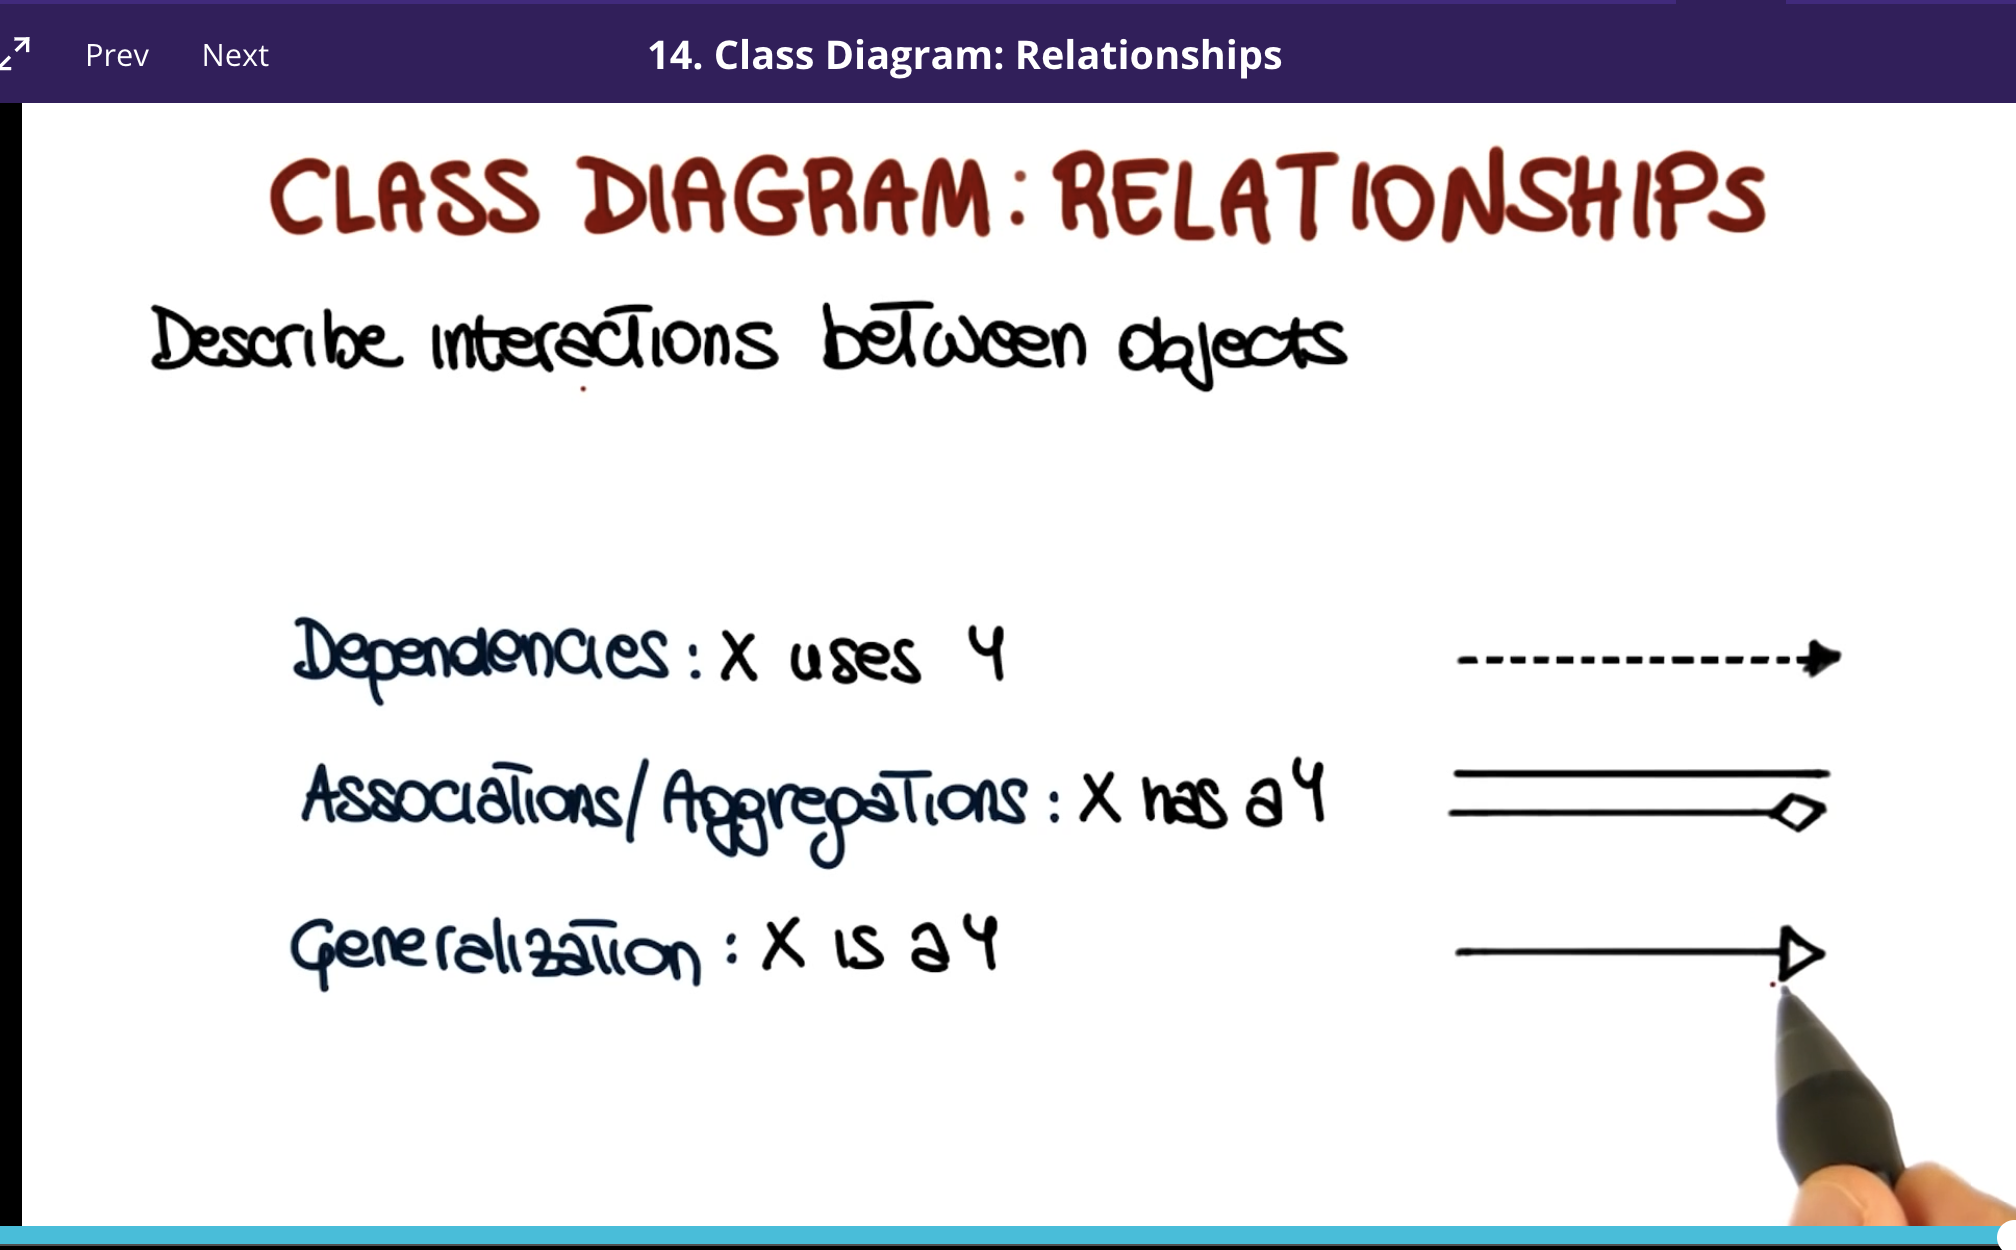 Prev Next 14. Class Diagram: Relationships
CLASS DIAGRAM: RELATIONSHIPS
Describe interactions between objects
Dependencies: X uses Y
Associations/Aggregations: X has a Y
Generalization: X is a Y